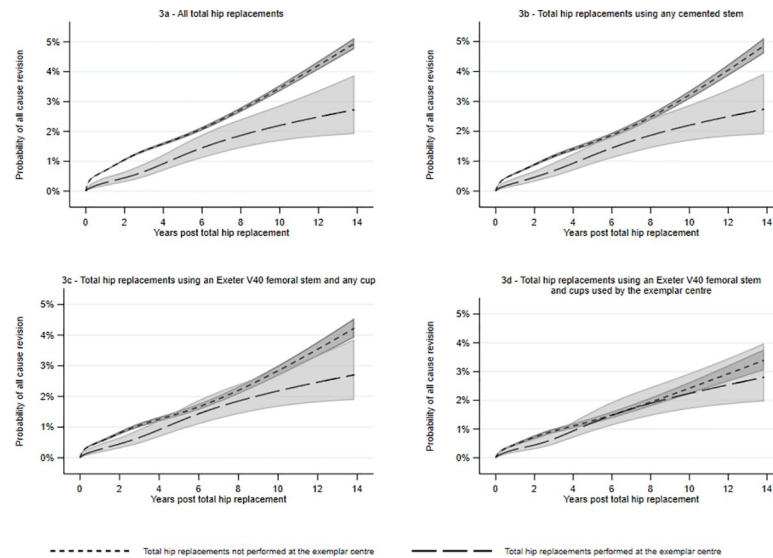 3a - All total hip replacements
Probability of all cause revision
5%
4%
3%
2%
1%
0%
0 2 4 6 8 10 12 14
Years post total hip replacement
3b - Total hip replacements using any cemented stem
Probability of all cause revision
5%
4%
3%
2%
1%
0%
0 2 4 6 8 10 12 14
Years post total hip replacement
3c - Total hip replacements using an Exeter V40 femoral stem and any cup
Probability of all cause revision
5%
4%
3%
2%
1%
0%
0 2 4 6 8 10 12 14
Years post total hip replacement
3d - Total hip replacements using an Exeter V40 femoral stem
and cups used by the exemplar centre
Probability of all cause revision
5%
4%
3%
2%
1%
0%
0 2 4 6 8 10 12 14
Years post total hip replacement
Total hip replacements not performed at the exemplar centre
Total hip replacements performed at the exemplar centre